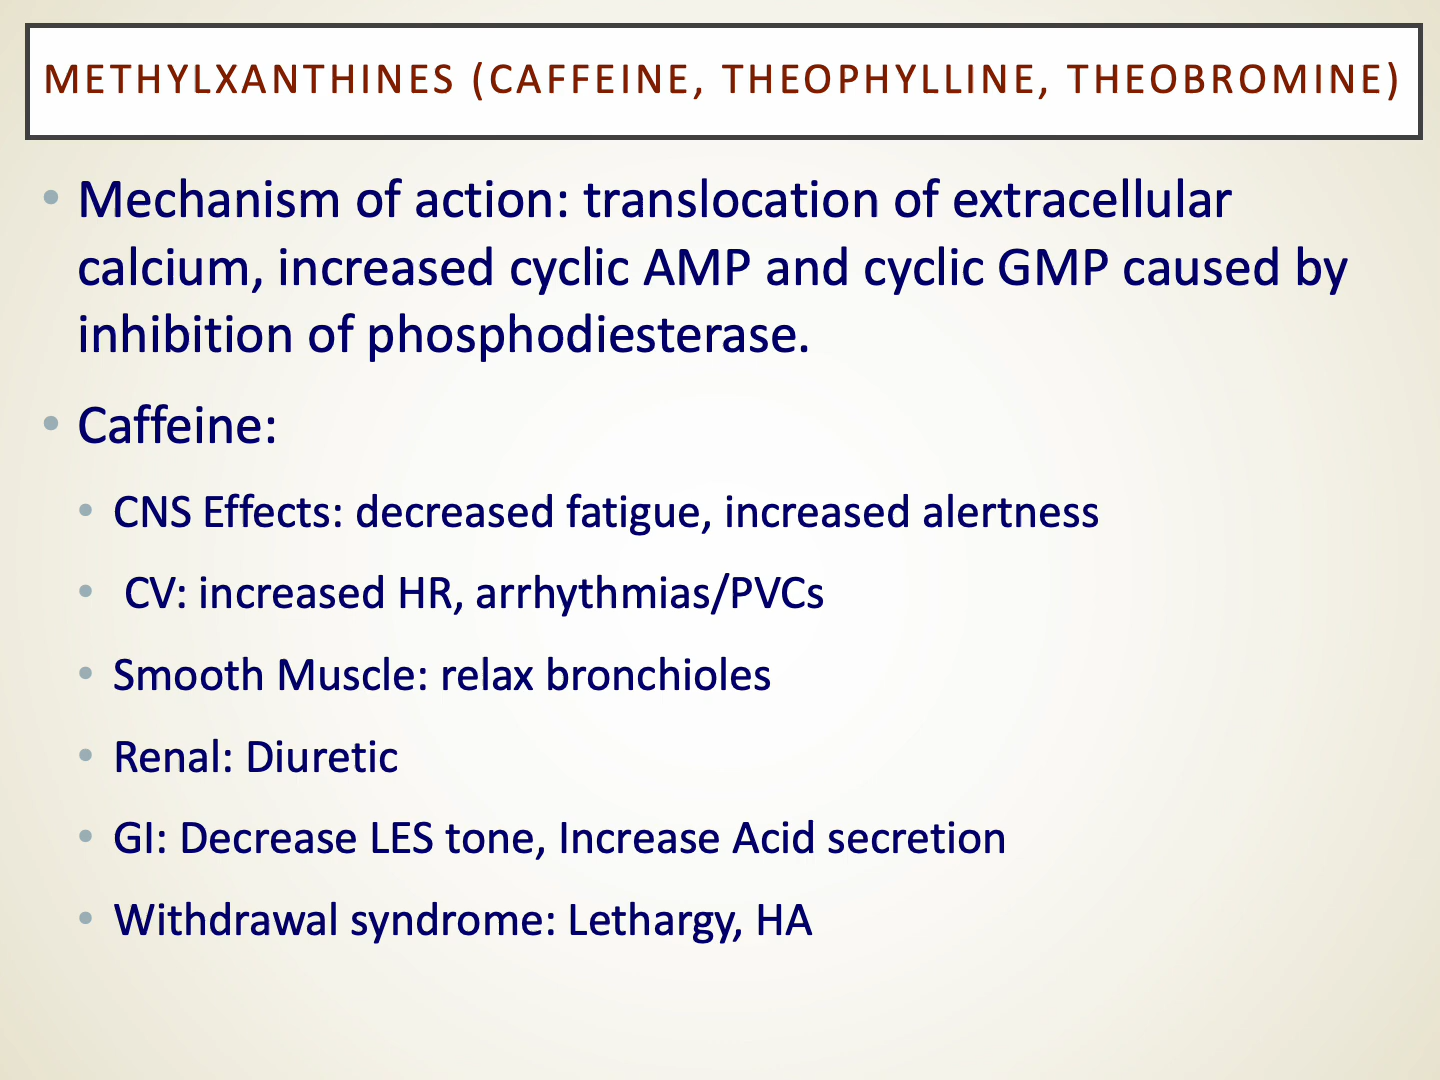 METHYLXANTHINES (CAFFEINE, THEOPHYLLINE, THEOBROMINE)
• Mechanism of action: translocation of extracellular
calcium, increased cyclic AMP and cyclic GMP caused by
inhibition of phosphodiesterase.
• Caffeine:
• CNS Effects: decreased fatigue, increased alertness
• CV: increased HR, arrhythmias/PVCs
• Smooth Muscle: relax bronchioles
• Renal: Diuretic
• GI: Decrease LES tone, Increase Acid secretion
• Withdrawal syndrome: Lethargy, HA